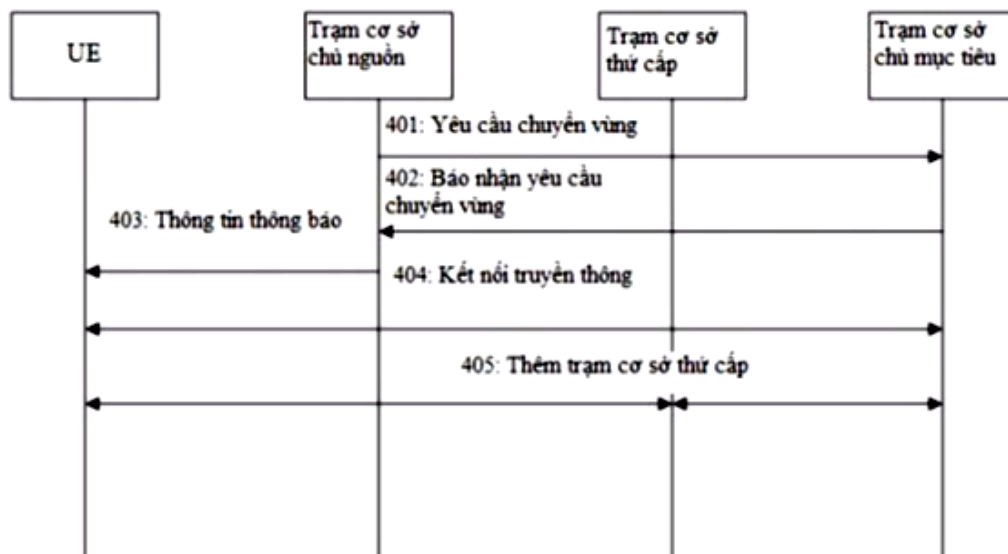 UE
Trạm cơ sở
chủ nguồn
Trạm cơ sở
thứ cấp
Trạm cơ sở
chủ mục tiêu
401: Yêu cầu chuyển vùng
402: Báo nhận yêu cầu
chuyển vùng
403: Thông tin thông báo
404: Kết nối truyền thông
405: Thêm trạm cơ sở thứ cấp